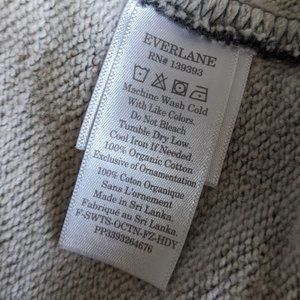 EVERLANE
RN# 139393
Machine Wash Cold
With Like Colors.
Do Not Bleach
Tumble Dry Low.
Cool Iron If Needed.
100% Organic Cotton
Exclusive of Ornamentation
100% Coton Organique
Sans L'ornement
Made in Sri Lanka.
Fabriqué au Sri Lanka.
F-SWTS-OCTN-FZ-HDY
PP3393264676